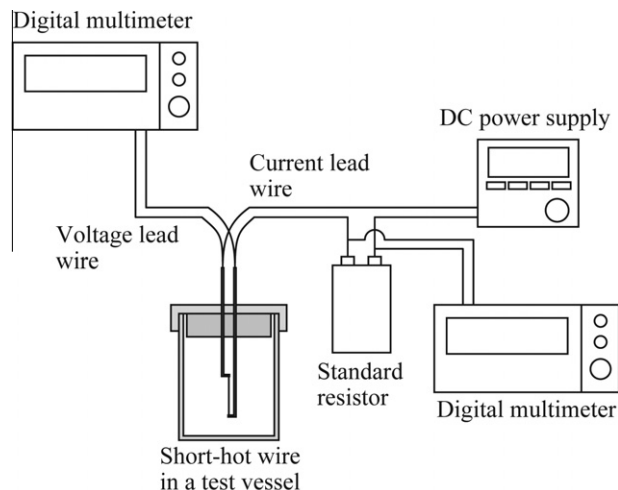 Digital multimeter
DC power supply
Current lead
wire
Voltage lead
wire
Standard
resistor
Digital multimeter
Short-hot wire
in a test vessel